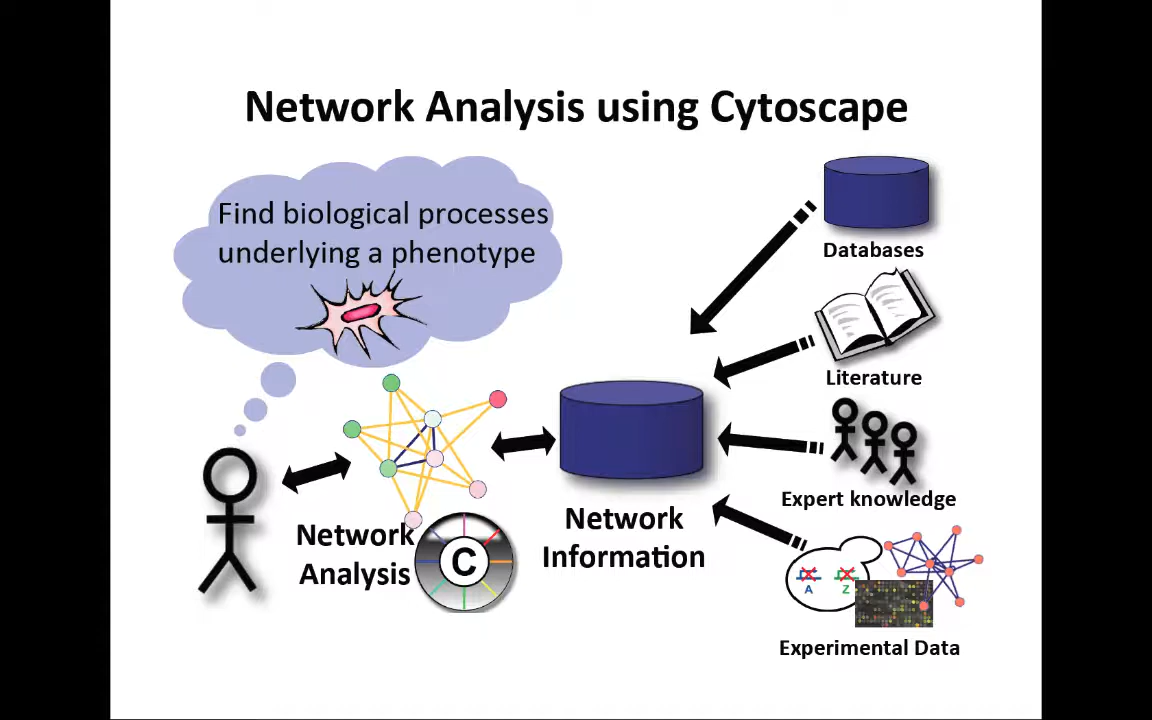 Network Analysis using Cytoscape
Find biological processes
underlying a phenotype
Databases
Literature
Expert knowledge
Network
Analysis
C
Network
Information
A
Z
Experimental Data